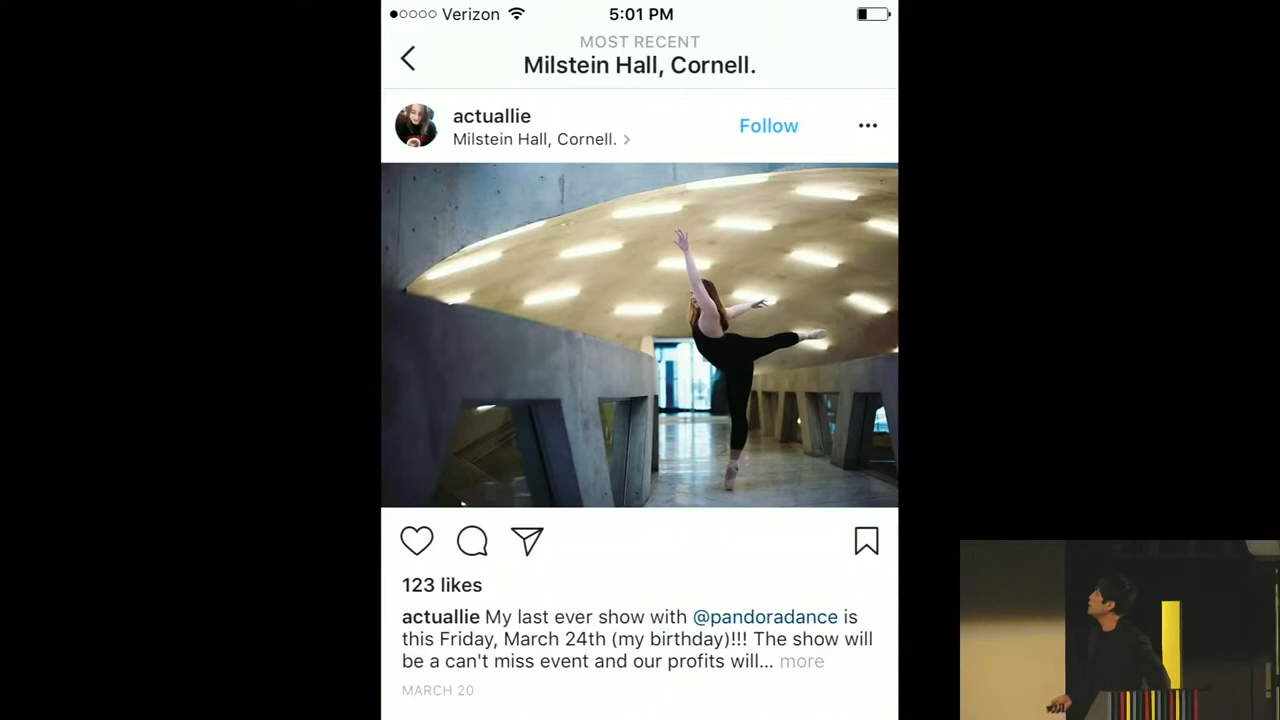 Verizon 5:01 PM
MOST RECENT
Milstein Hall, Cornell.
actuallie
Follow
Milstein Hall, Cornell.
123 likes
actuallie My last ever show with @pandoradance is
this Friday, March 24th (my birthday)!!! The show will
be a can't miss event and our profits will... more
MARCH 20